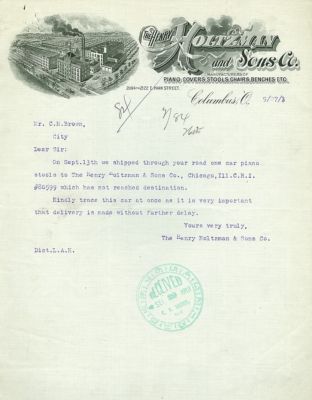 The Henry
Holtzman
and Sons Co.
MANUFACTURERS OF
PIANO COVERS STOOLS CHAIRS BENCHES ETC.
Columbus, O.
Mr. C.M.Brown,
City
Dear Sir:
On Sept.13th we shipped through your road one car piano
stools to The Henry Holtzman & Sons Co., Chicago,Ill.C.R.I.
#80599 which has not reached destination.
Kindly trace this car at once as it is very important
that delivery is made without farther delay.
Yours very truly,
The Henry Holtzman & Sons Co.
Dict.L.A.H.
RECEIVED
SEP